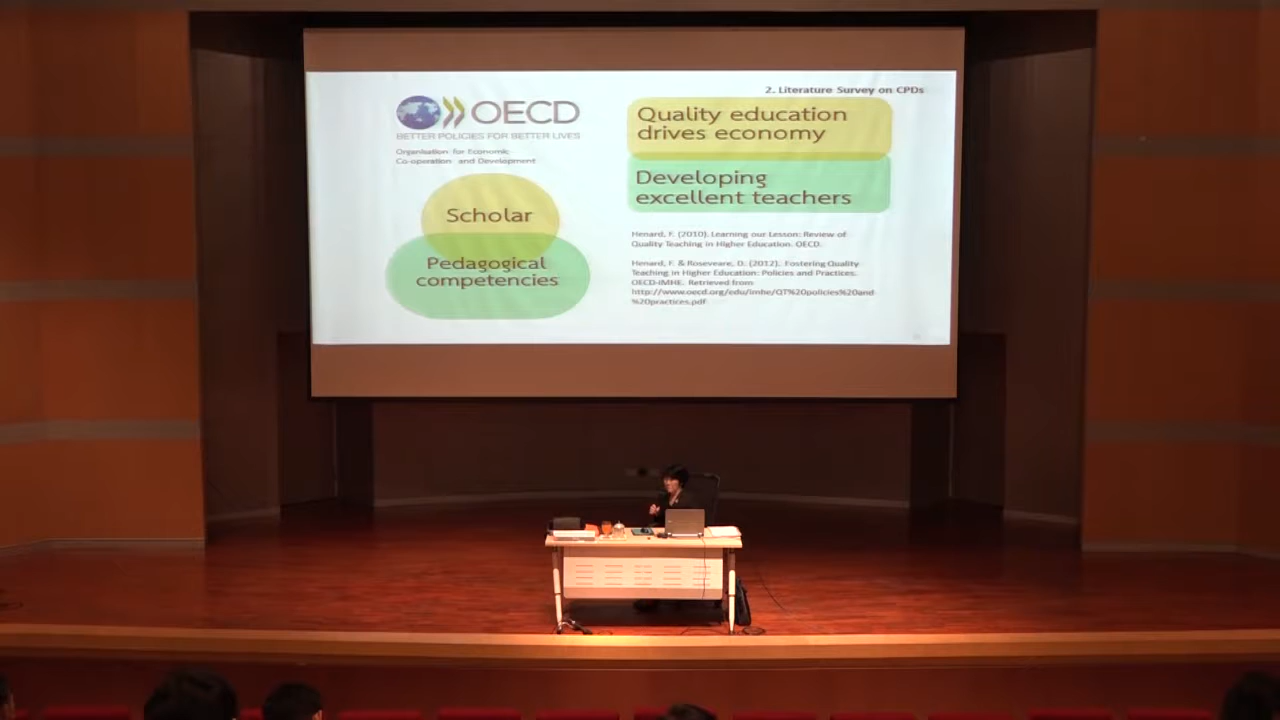 2. Literature Survey on CPDs
OECD
BETTER POLICIES FOR BETTER LIVES
Organisation for Economic
Co-operation and Development
Scholar
Pedagogical
competencies
Quality education
drives economy
Developing
excellent teachers
Henard, F. (2010). Learning our Lesson: Review of
Quality Teaching in Higher Education. OECD.
Henard, F. & Roseveare, D. (2012). Fostering Quality
Teaching in Higher Education: Policies and Practices.
OECD-IMHE. Retrieved from
http://www.oecd.org/edu/imhe/QT%20policies%20and
%20practices.pdf